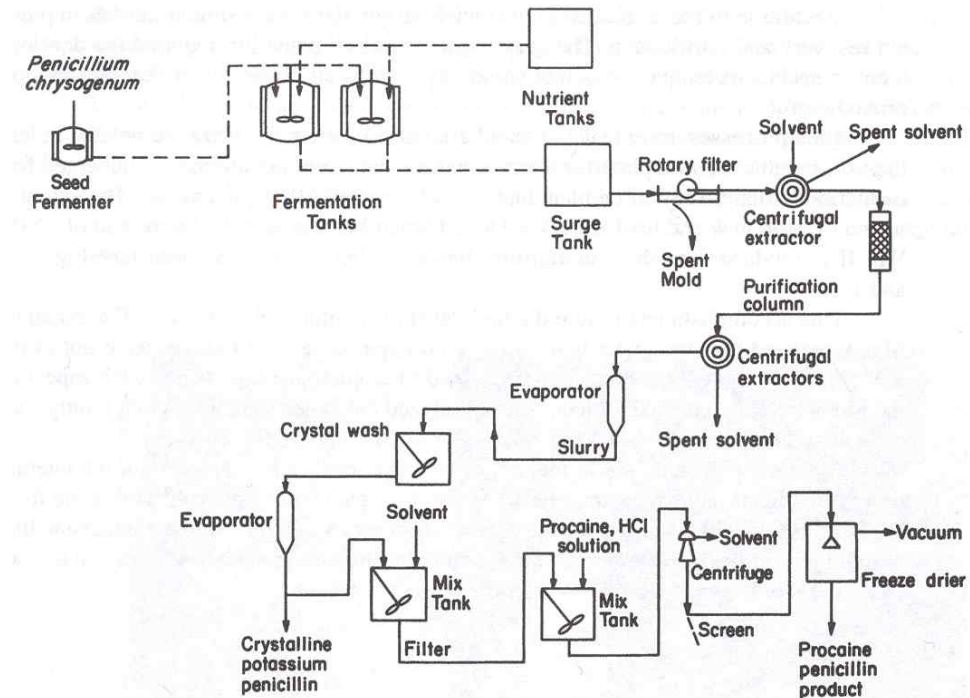 Penicillium
chrysogenum
Seed
Fermenter
Fermentation
Tanks
Nutrient
Tanks
Surge
Tank
Rotary filter
Spent
Mold
Solvent
Spent solvent
Centrifugal
extractor
Purification
column
Centrifugal
extractors
Spent solvent
Evaporator
Slurry
Crystal wash
Evaporator
Crystalline
potassium
penicillin
Solvent
Mix
Tank
Filter
Procaine, HCl
solution
Mix
Tank
Solvent
Centrifuge
Screen
Vacuum
Freeze drier
Procaine
penicillin
product